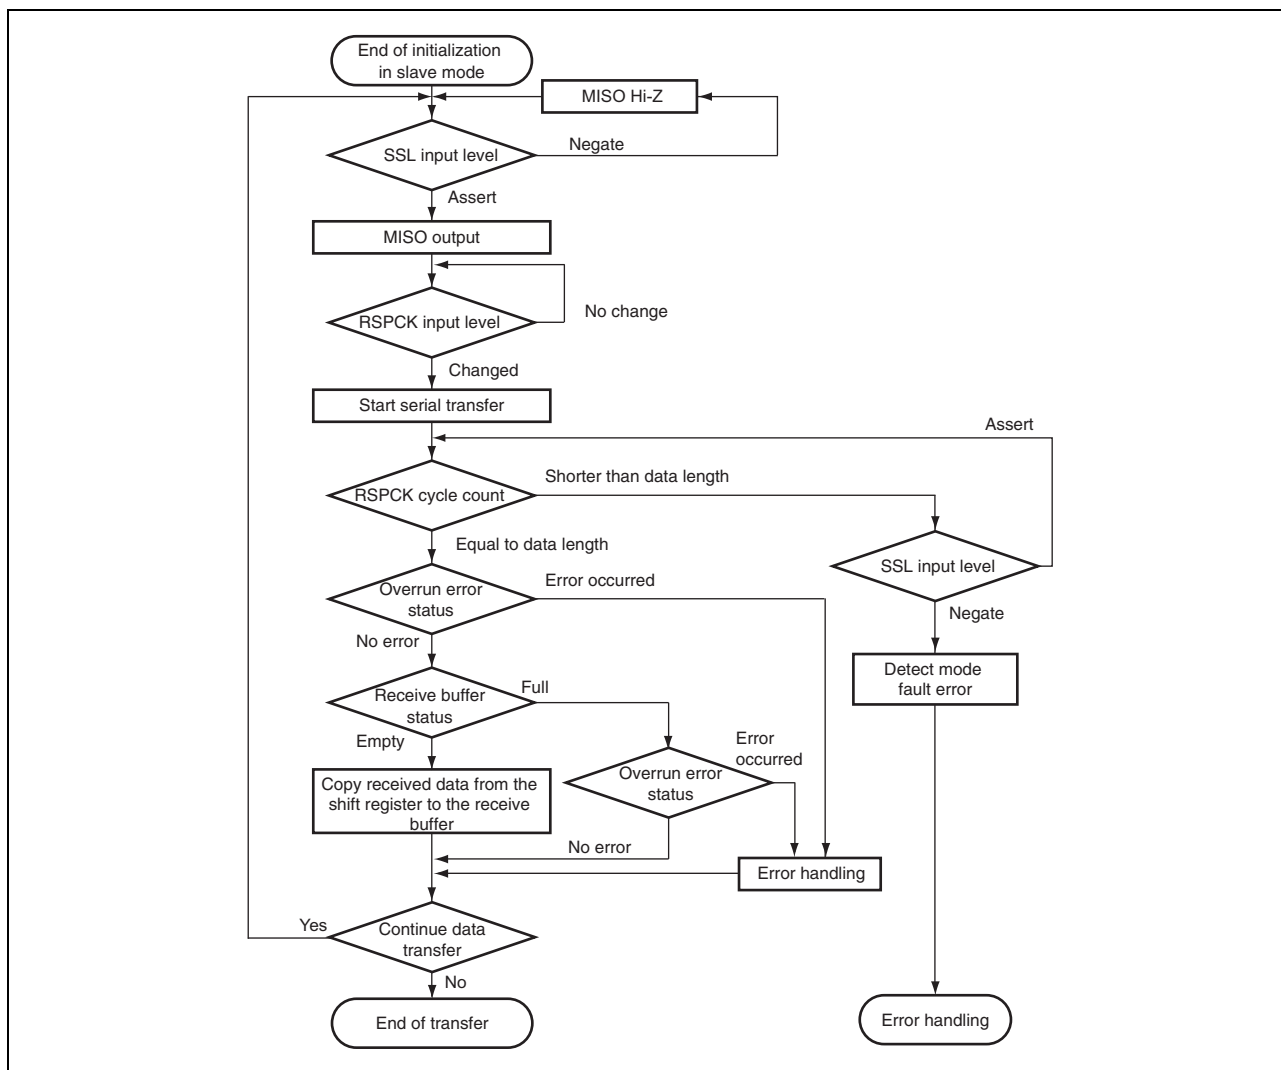 End of initialization
in slave mode
MISO Hi-Z
SSL input level
Negate
Assert
MISO output
RSPCK input level
No change
Changed
Start serial transfer
Assert
RSPCK cycle count
Shorter than data length
SSL input level
Equal to data length
Negate
Overrun error
status
Error occurred
No error
Detect mode
fault error
Receive buffer
status
Full
Empty
Error
occurred
Overrun error
status
Copy received data from the
shift register to the receive
buffer
No error
Error handling
Yes
Continue data
transfer
No
End of transfer
Error handling